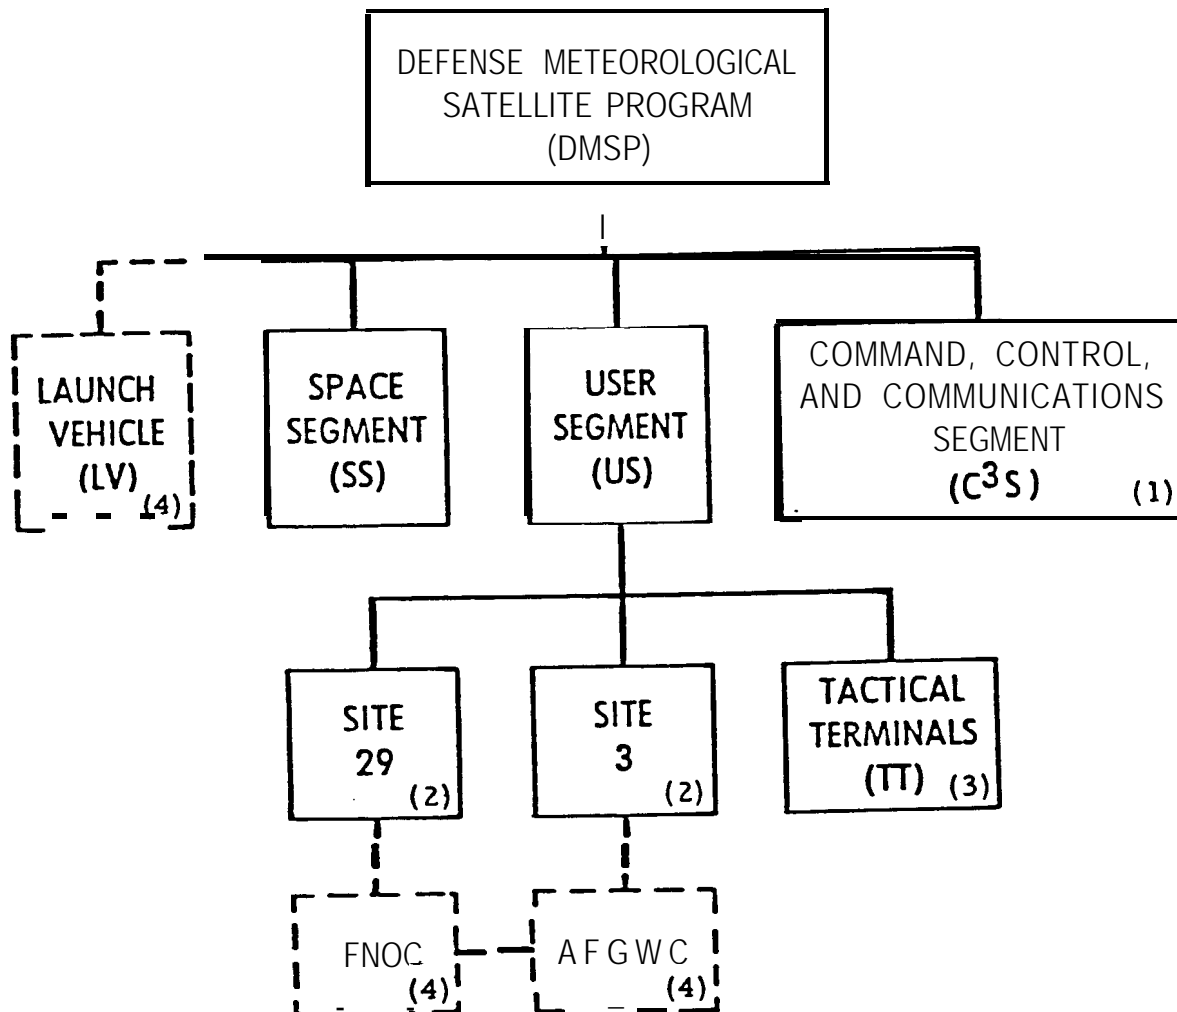 DEFENSE METEOROLOGICAL
SATELLITE PROGRAM
(DMSP)
LAUNCH
VEHICLE
(LV)
(4)
SPACE
SEGMENT
(SS)
USER
SEGMENT
(US)
COMMAND, CONTROL,
AND COMMUNICATIONS
SEGMENT
(C³S) (1)
SITE
29
(2)
SITE
3
(2)
TACTICAL
TERMINALS
(TT) (3)
FNOC
(4)
AFGWC
(4)